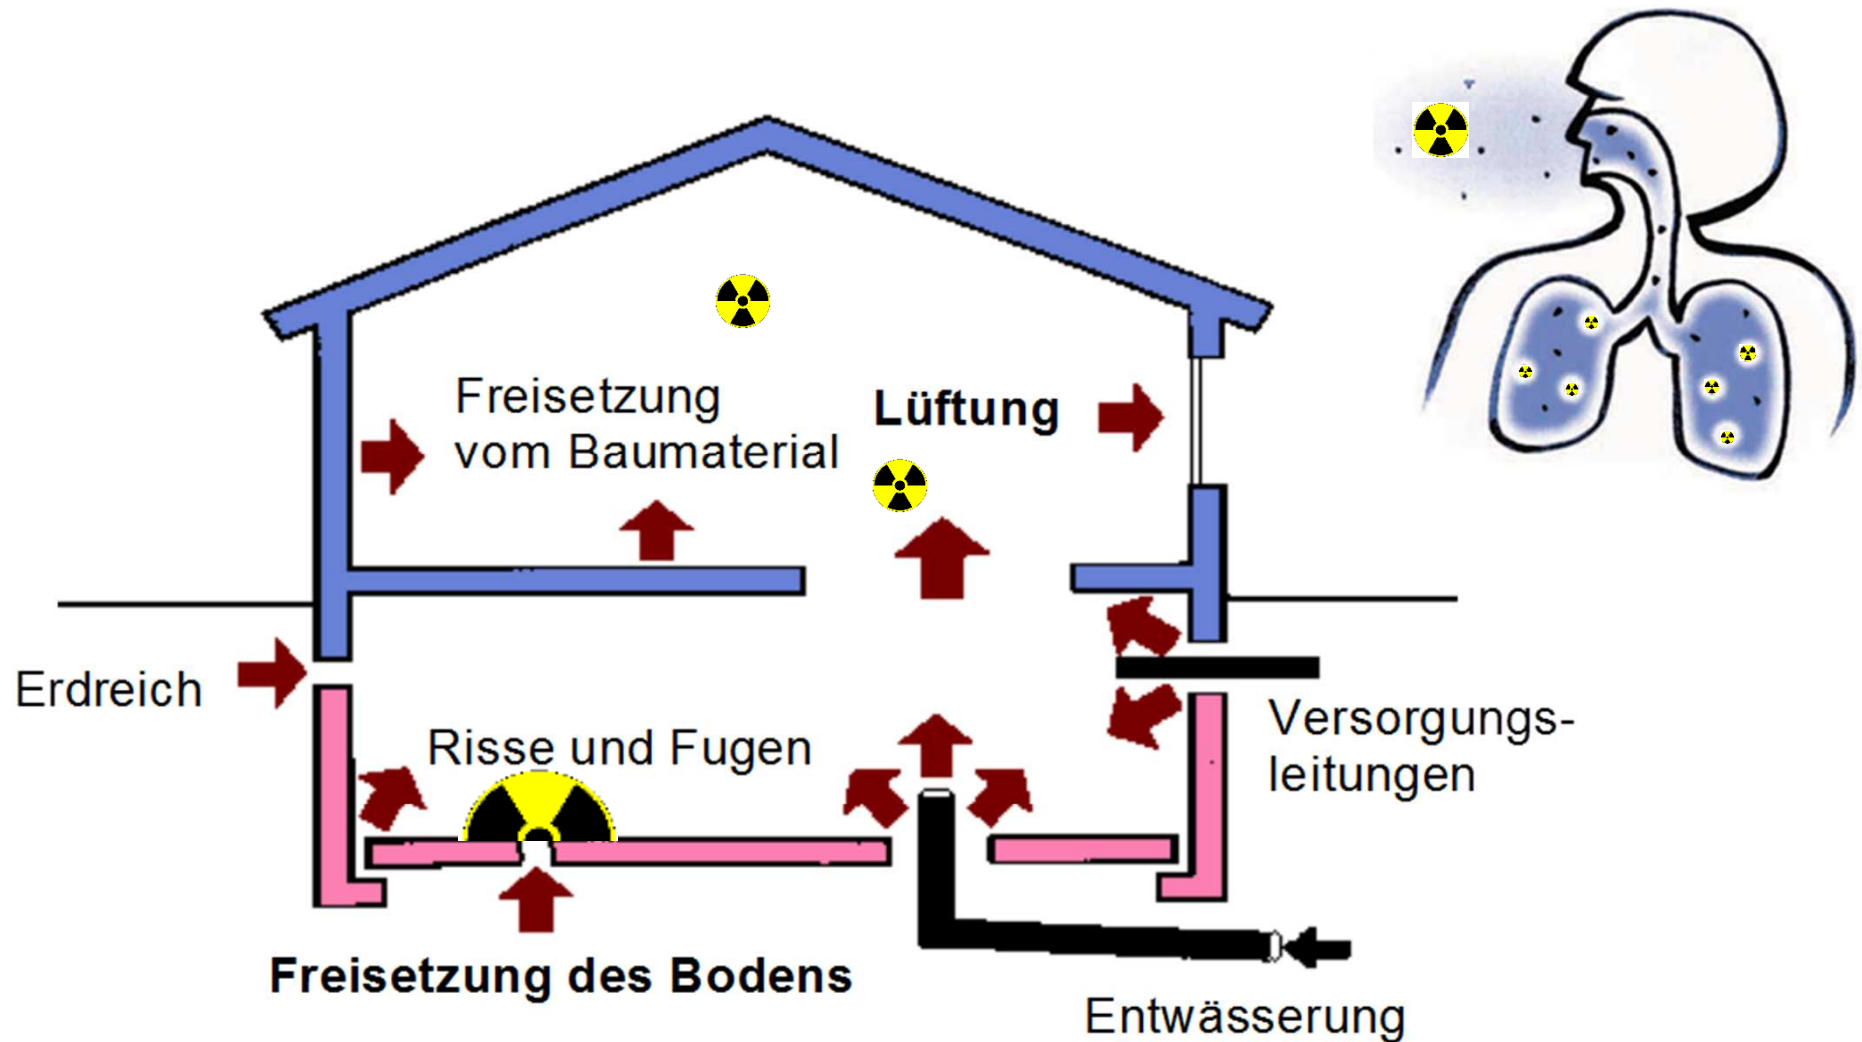 Freisetzung
vom Baumaterial
Lüftung
Erdreich
Risse und Fugen
Versorgungs-
leitungen
Freisetzung des Bodens
Entwässerung